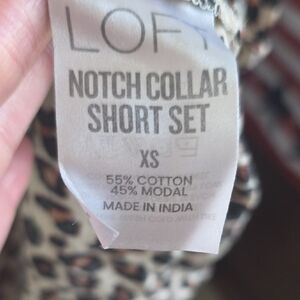 LOFT
NOTCH COLLAR
SHORT SET
XS
55% COTTON
45% MODAL
MADE IN INDIA